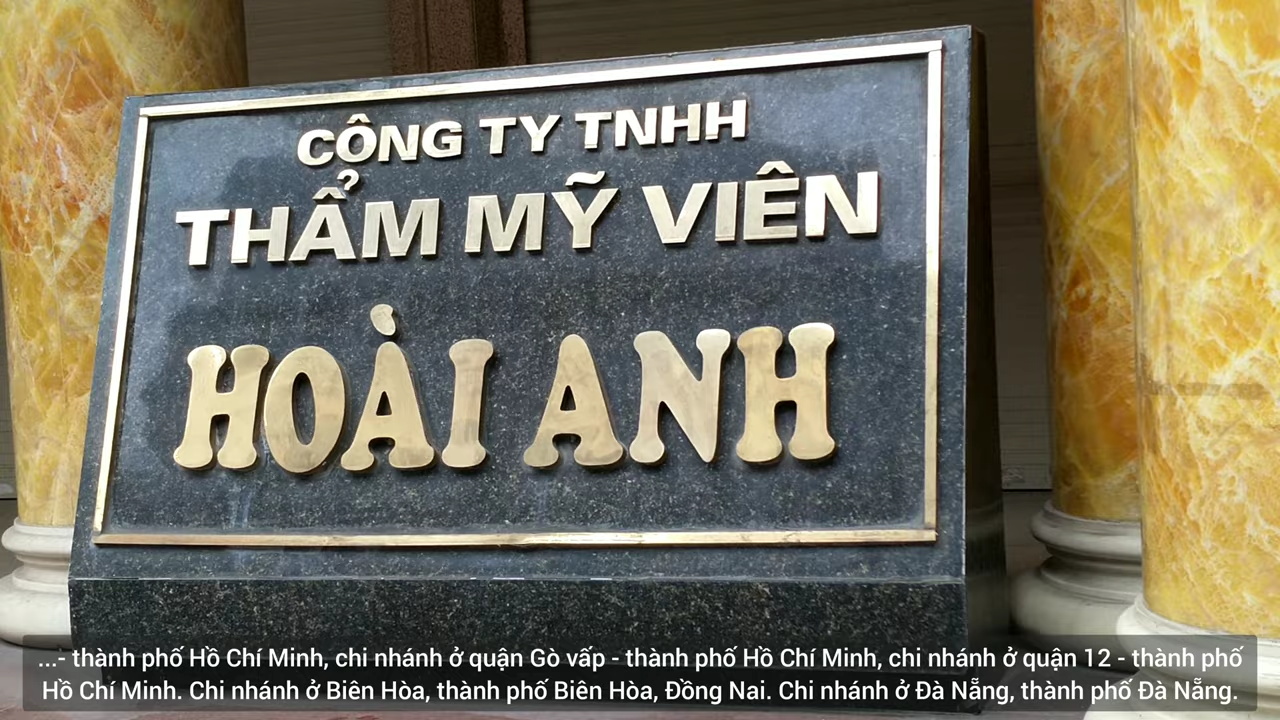 CÔNG TY TNHH
THẨM MỸ VIÊN
HOÀI ANH
...- thành phố Hồ Chí Minh, chi nhánh ở quận Gò vấp - thành phố Hồ Chí Minh, chi nhánh ở quận 12 - thành phố
Hồ Chí Minh. Chi nhánh ở Biên Hòa, thành phố Biên Hòa, Đồng Nai. Chi nhánh ở Đà Nẵng, thành phố Đà Nẵng.